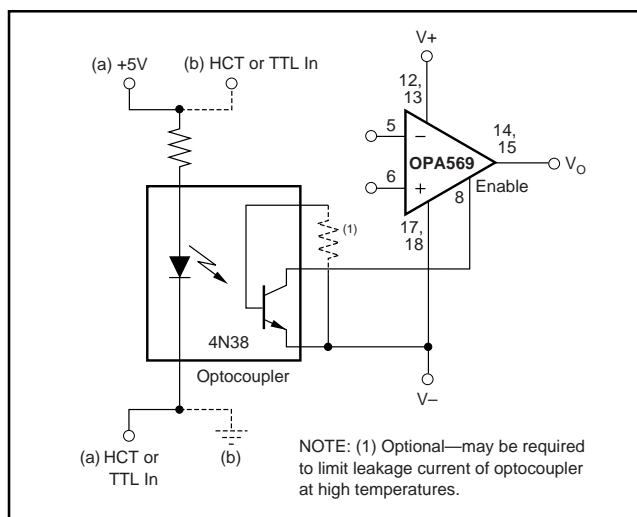 V+
(a) +5V
(b) HCT or TTL In
12,
13
5
–
14,
15
OPA569
V_O
6
+
Enable
8
17,
18
(1)
4N38
Optocoupler
V–
(a) HCT or
TTL In
(b)
NOTE: (1) Optional—may be required
to limit leakage current of optocoupler
at high temperatures.